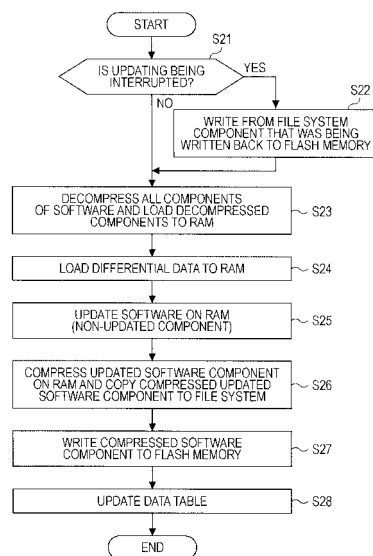 START
S21
IS UPDATING BEING
INTERRUPTED?
YES
NO
S22
WRITE FROM FILE SYSTEM
COMPONENT THAT WAS BEING
WRITTEN BACK TO FLASH MEMORY
DECOMPRESS ALL COMPONENTS
OF SOFTWARE AND LOAD DECOMPRESSED
COMPONENTS TO RAM
S23
LOAD DIFFERENTIAL DATA TO RAM
S24
UPDATE SOFTWARE ON RAM
(NON-UPDATED COMPONENT)
S25
COMPRESS UPDATED SOFTWARE COMPONENT
ON RAM AND COPY COMPRESSED UPDATED
SOFTWARE COMPONENT TO FILE SYSTEM
S26
WRITE COMPRESSED SOFTWARE
COMPONENT TO FLASH MEMORY
S27
UPDATE DATA TABLE
S28
END